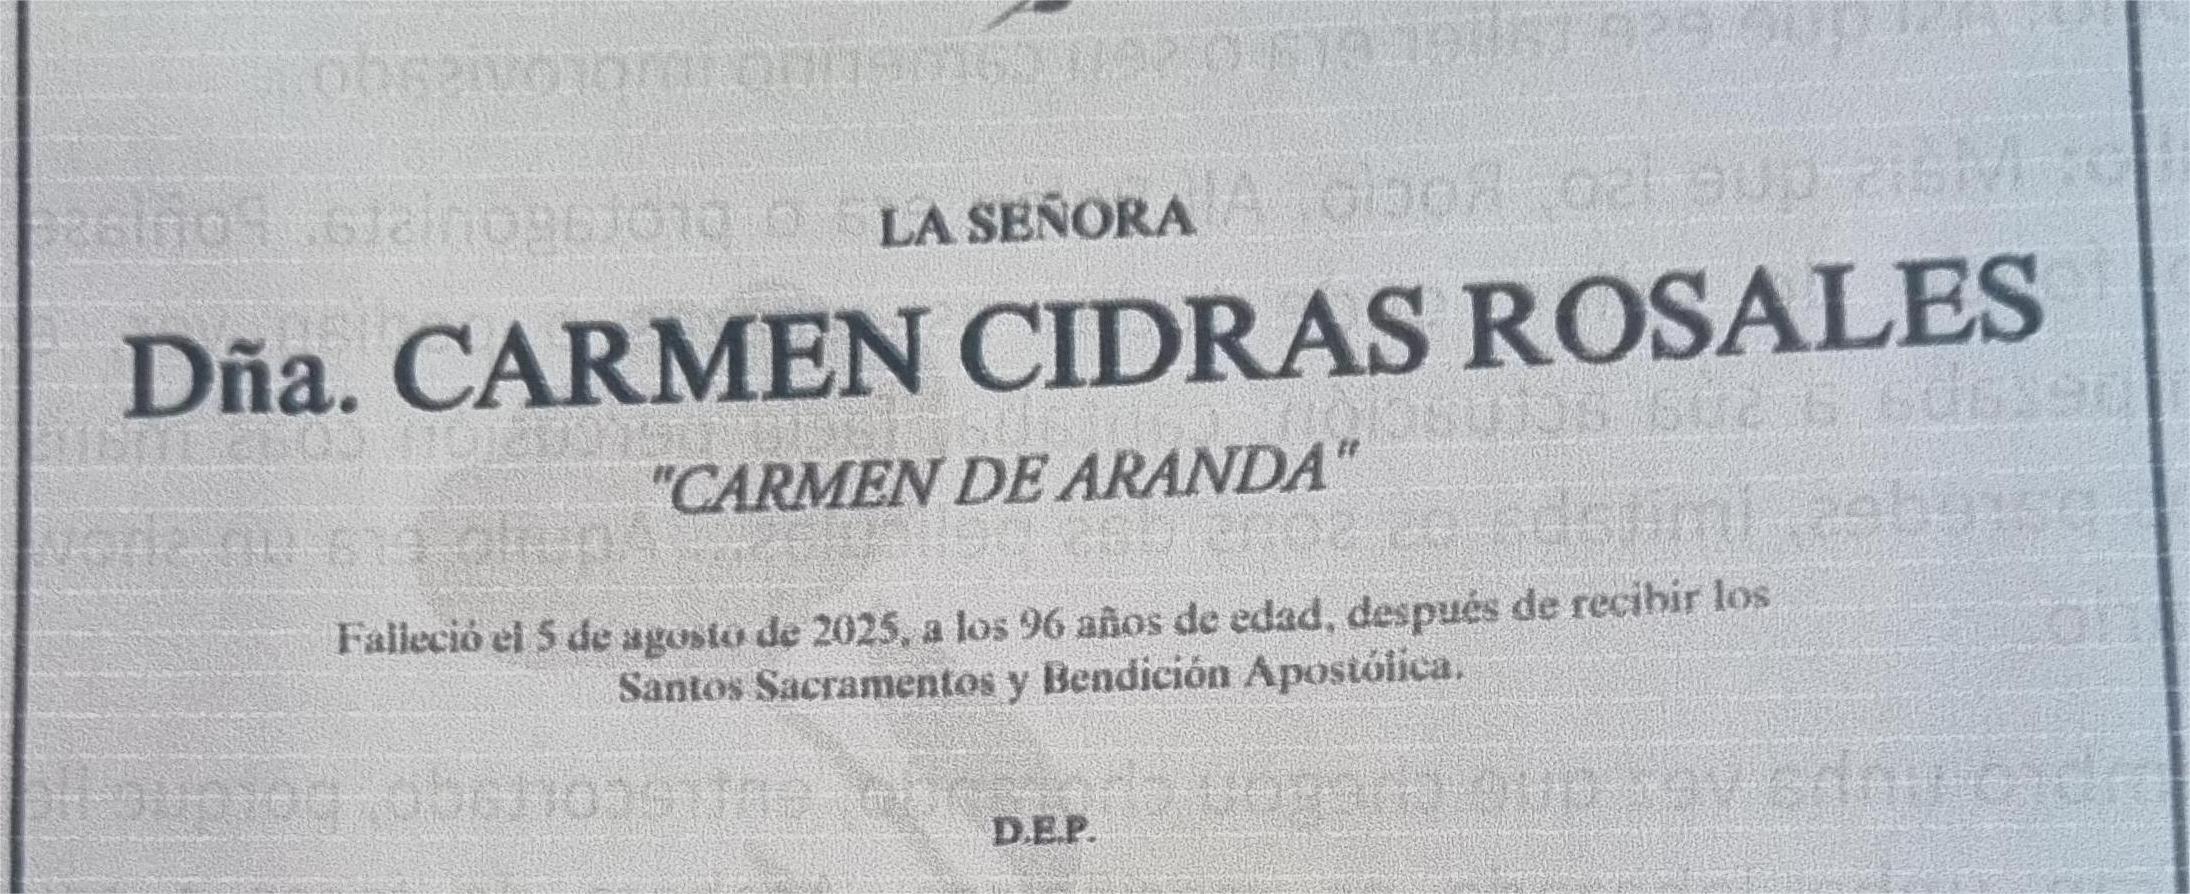 LA SEÑORA
Dña. CARMEN CIDRAS ROSALES
"CARMEN DE ARANDA"
Falleció el 5 de agosto de 2025, a los 96 años de edad, después de recibir los
Santos Sacramentos y Bendición Apostólica.
D.E.P.